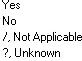 Yes
No
/, Not Applicable
?, Unknown